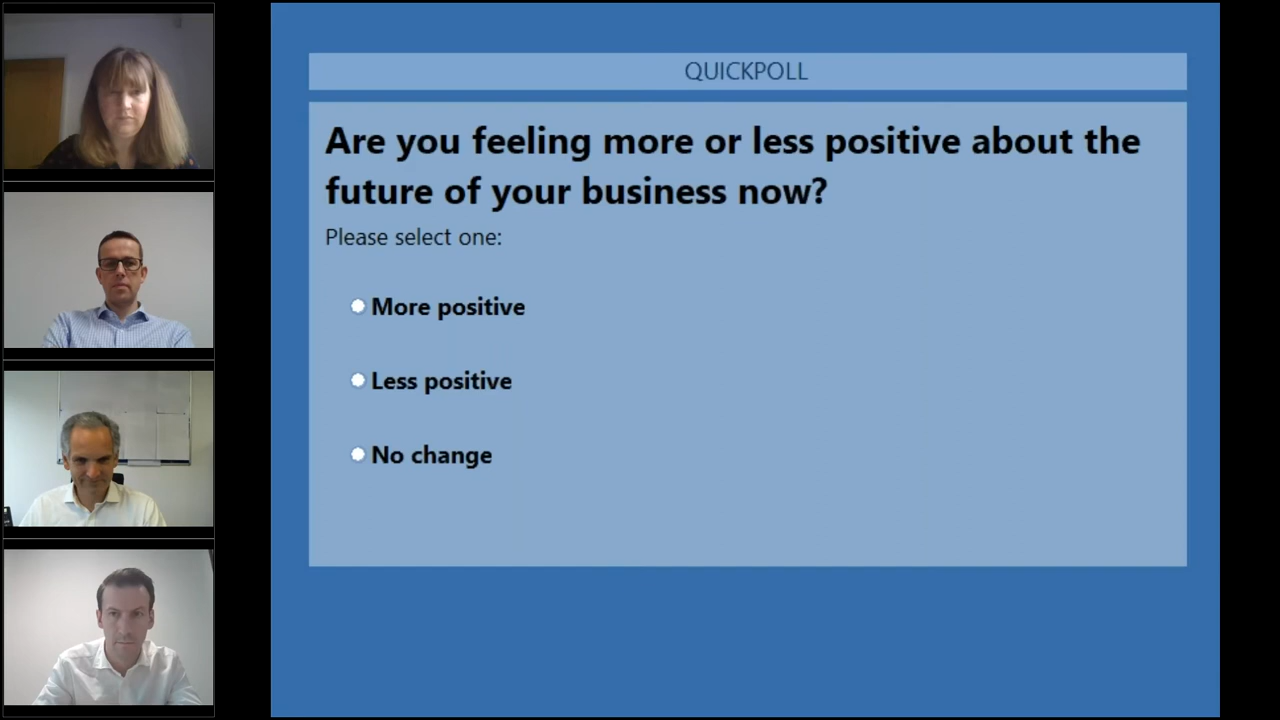 QUICKPOLL
Are you feeling more or less positive about the
future of your business now?
Please select one:
More positive
Less positive
No change